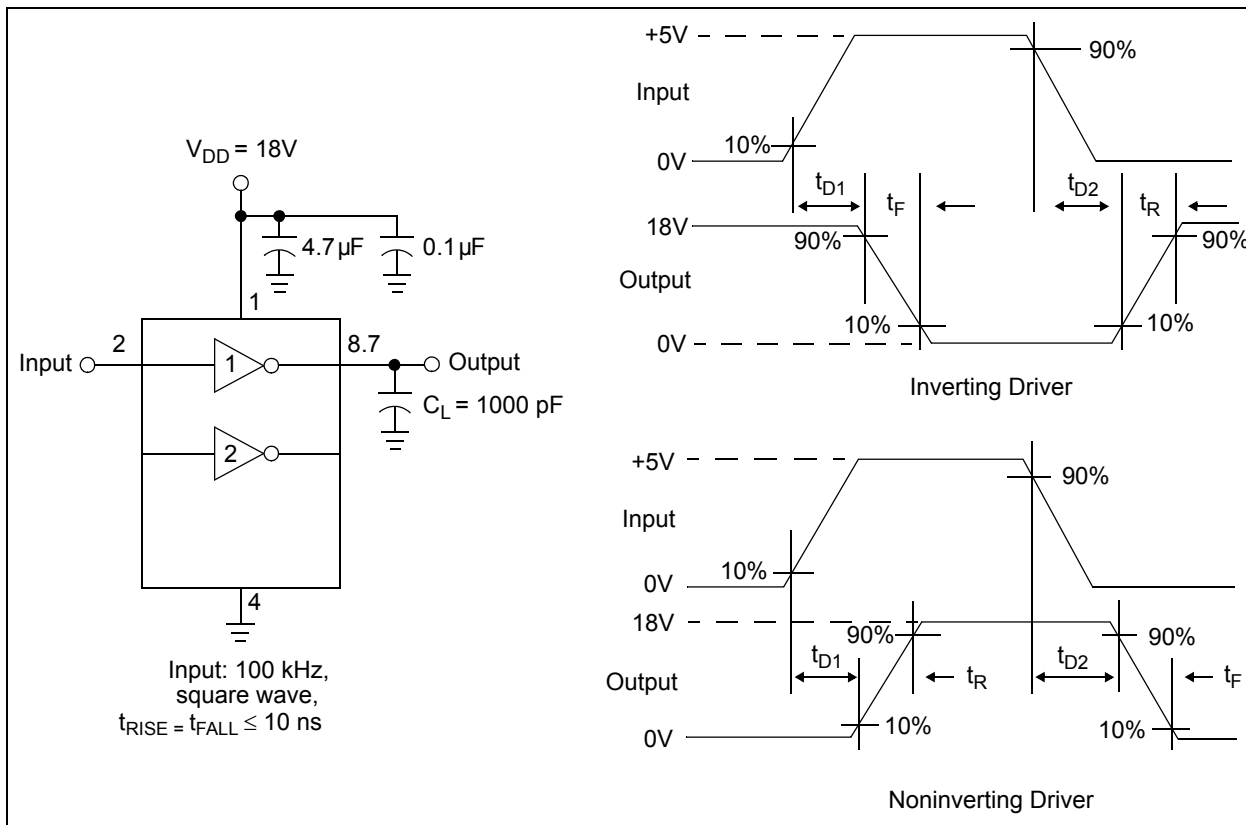 V_DD = 18V
4.7 µF
0.1 µF
1
2
8.7
Input
1
Output
C_L = 1000 pF
2
4
Input: 100 kHz,
square wave,
t_RISE = t_FALL ≤ 10 ns
+5V
90%
Input
10%
0V
t_D1
t_F
t_D2
t_R
18V
90%
90%
Output
10%
10%
0V
Inverting Driver
+5V
90%
Input
10%
0V
18V
90%
90%
t_D1
t_R
t_D2
t_F
Output
10%
10%
0V
Noninverting Driver